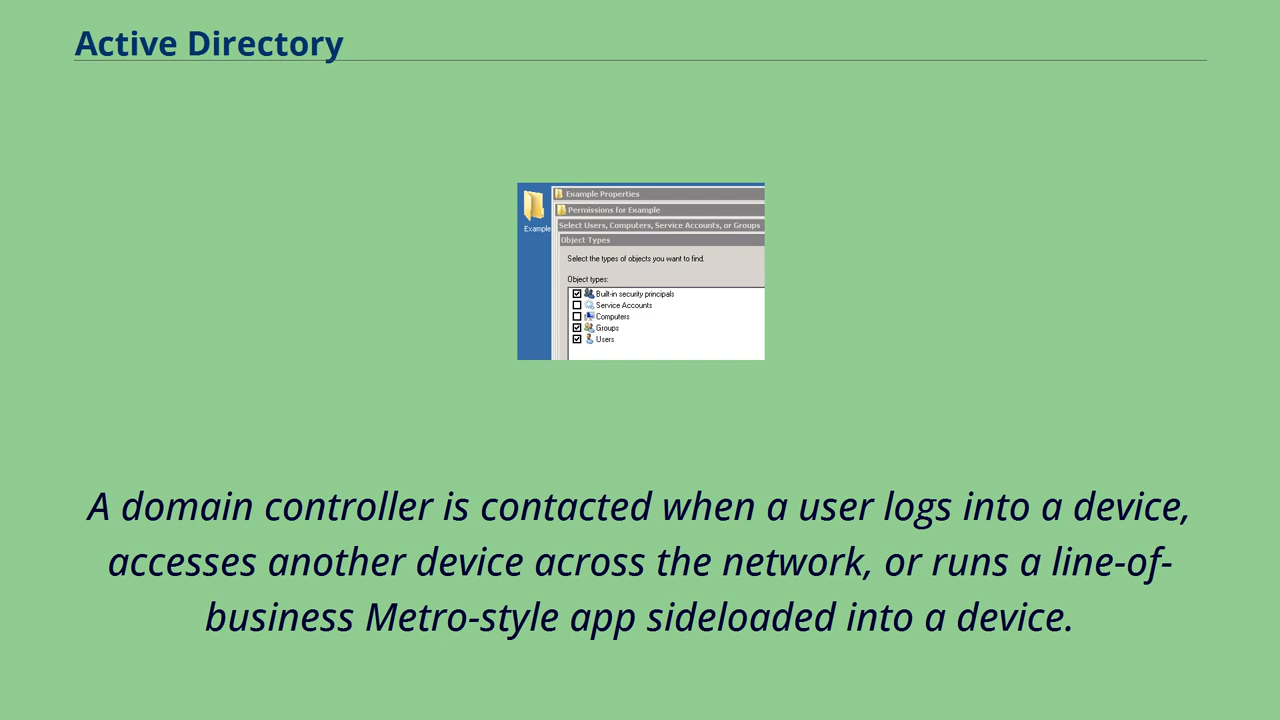 Active Directory
Example Properties
Permissions for Example
Example
Select Users, Computers, Service Accounts, or Groups
Object Types
Select the types of objects you want to find.
Object types:
Built-in security principals
Service Accounts
Computers
Groups
Users
A domain controller is contacted when a user logs into a device,
accesses another device across the network, or runs a line-of-
business Metro-style app sideloaded into a device.